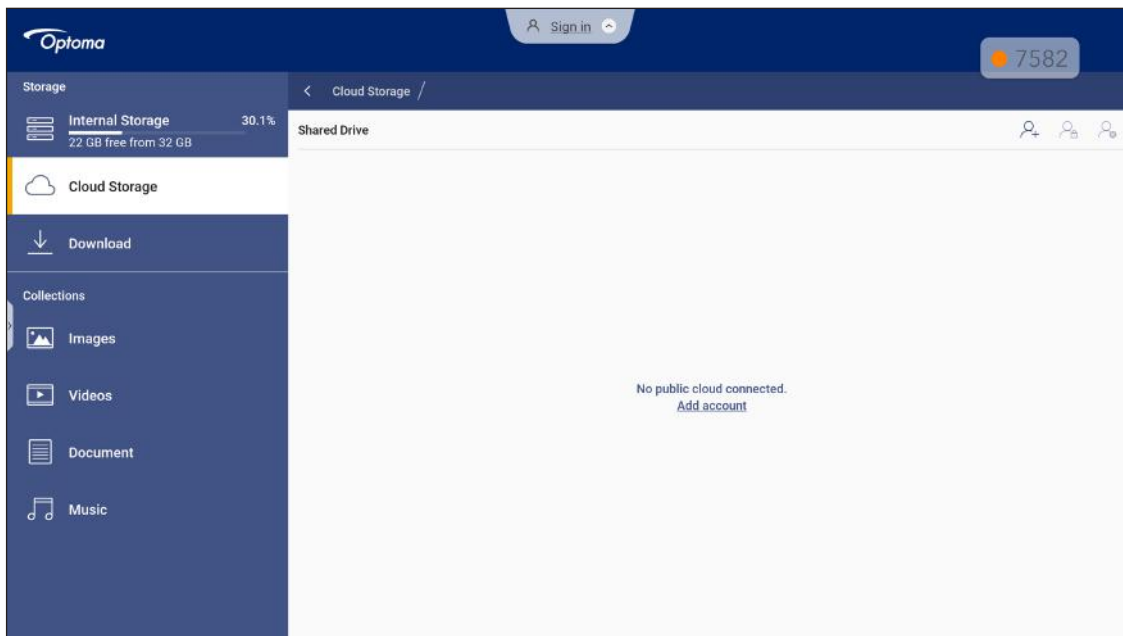 Optoma
Sign in
7582
Storage
Internal Storage 30.1%
22 GB free from 32 GB
Cloud Storage
Download
Collections
Images
Videos
Document
Music
Cloud Storage /
Shared Drive
No public cloud connected.
Add account